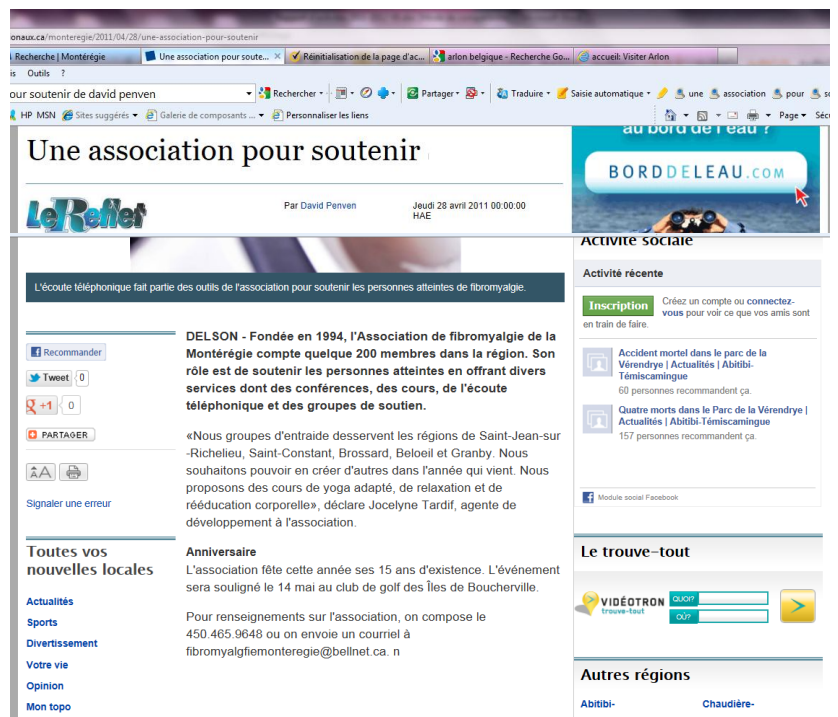 onaux.ca/monteregie/2011/04/28/une-association-pour-soutenir
Recherche | Montérégie
Une association pour soute...
Réinitialisation de la page d'ac...
arlon belgique - Recherche Go...
accueil: Visiter Arlon
is Outils ?
our soutenir de david penven
Rechercher
Partager
Traduire
Saisie automatique
une
association
pour
HP MSN
Sites suggérés
Galerie de composants ...
Personnaliser les liens
Page
Sécu
Une association pour soutenir
au bord de l'eau ?
BORDDELEAU.COM
Le Reflet
Par David Penven
Jeudi 28 avril 2011 00:00:00
HAE
L'écoute téléphonique fait partie des outils de l'association pour soutenir les personnes atteintes de fibromyalgie.
Recommander
Tweet 0
+1 0
PARTAGER
AA
Signaler une erreur
Toutes vos
nouvelles locales
Actualités
Sports
Divertissement
Votre vie
Opinion
Mon topo
DELSON - Fondée en 1994, l'Association de fibromyalgie de la
Montérégie compte quelque 200 membres dans la région. Son
rôle est de soutenir les personnes atteintes en offrant divers
services dont des conférences, des cours, de l'écoute
téléphonique et des groupes de soutien.
«Nous groupes d'entraide desservent les régions de Saint-Jean-sur
-Richelieu, Saint-Constant, Brossard, Beloeil et Granby. Nous
souhaitons pouvoir en créer d'autres dans l'année qui vient. Nous
proposons des cours de yoga adapté, de relaxation et de
rééducation corporelle», déclare Jocelyne Tardif, agente de
développement à l'association.
Anniversaire
L'association fête cette année ses 15 ans d'existence. L'événement
sera souligné le 14 mai au club de golf des Îles de Boucherville.
Pour renseignements sur l'association, on compose le
450.465.9648 ou on envoie un courriel à
fibromyalgfiemonteregie@bellnet.ca. n
Activité sociale
Activité récente
Inscription
Créez un compte ou connectez-
vous pour voir ce que vos amis sont
en train de faire.
Accident mortel dans le parc de la
Vérendrye | Actualités | Abitibi-
Témiscamingue
60 personnes recommandent ça.
Quatre morts dans le Parc de la Vérendrye |
Actualités | Abitibi-Témiscamingue
157 personnes recommandent ça.
Module social Facebook
Le trouve-tout
VIDÉOTRON
trouve-tout
QUOI?
OÙ?
Autres régions
Abitibi-
Chaudière-